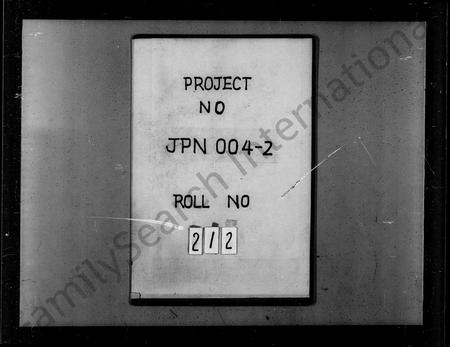 PROJECT
NO
JPN 004-2
ROLL NO
212
FamilySearch International